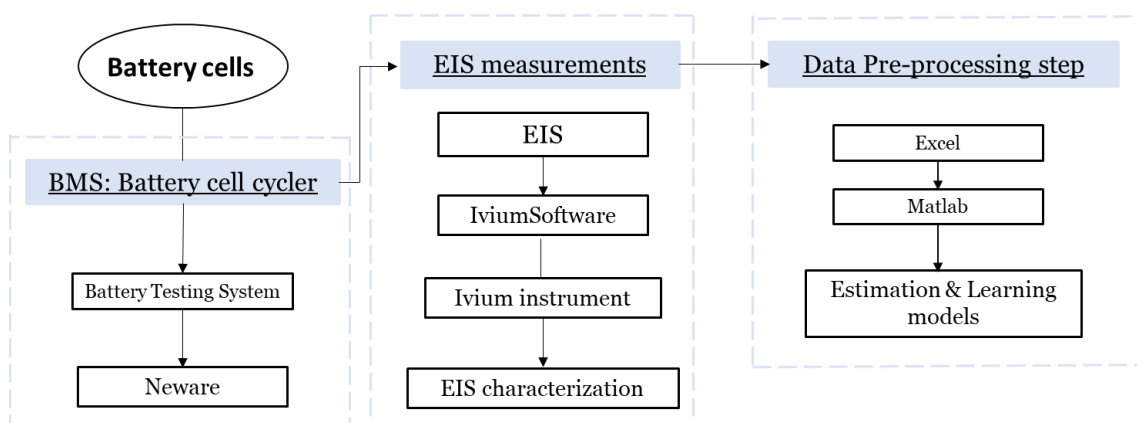 Battery cells
BMS: Battery cell cycler
Battery Testing System
Neware
EIS measurements
EIS
IviumSoftware
Ivium instrument
EIS characterization
Data Pre-processing step
Excel
Matlab
Estimation & Learning
models